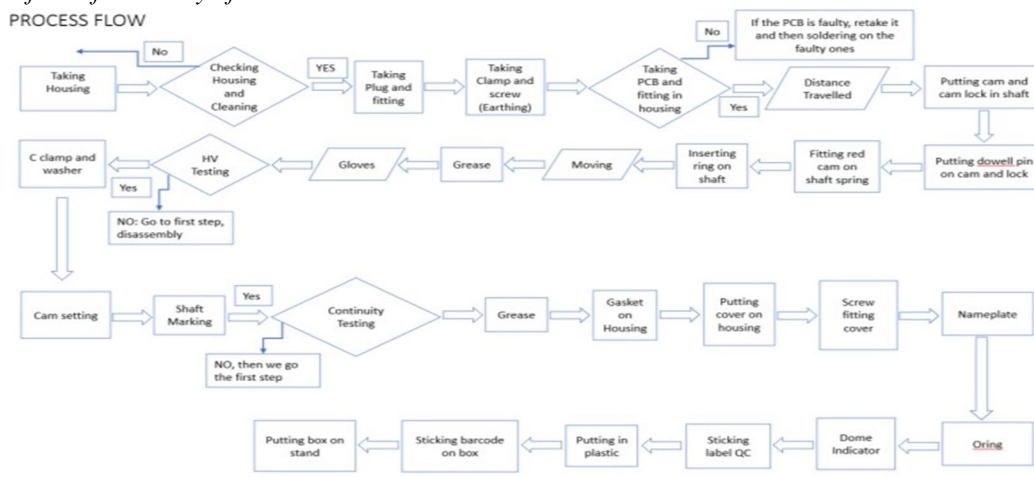 PROCESS FLOW
No
If the PCB is faulty, retake it
and then soldering on the
faulty ones
No
Taking
Housing
Checking
Housing
and
Cleaning
YES
Taking
Plug and
fitting
Taking
Clamp and
screw
(Earthing)
Taking
PCB and
fitting in
housing
Yes
Distance
Travelled
Putting cam and
cam lock in shaft
C clamp and
washer
Yes
HV
Testing
Gloves
Grease
Moving
Inserting
ring on
shaft
Fitting red
cam on
shaft spring
Putting dowell pin
on cam and lock
NO: Go to first step,
disassembly
Cam setting
Shaft
Marking
Yes
Continuity
Testing
Grease
Gasket
on
Housing
Putting
cover on
housing
Screw
fitting
cover
Nameplate
NO, then we go
the first step
Putting box on
stand
Sticking barcode
on box
Putting in
plastic
Sticking
label QC
Dome
Indicator
Oring